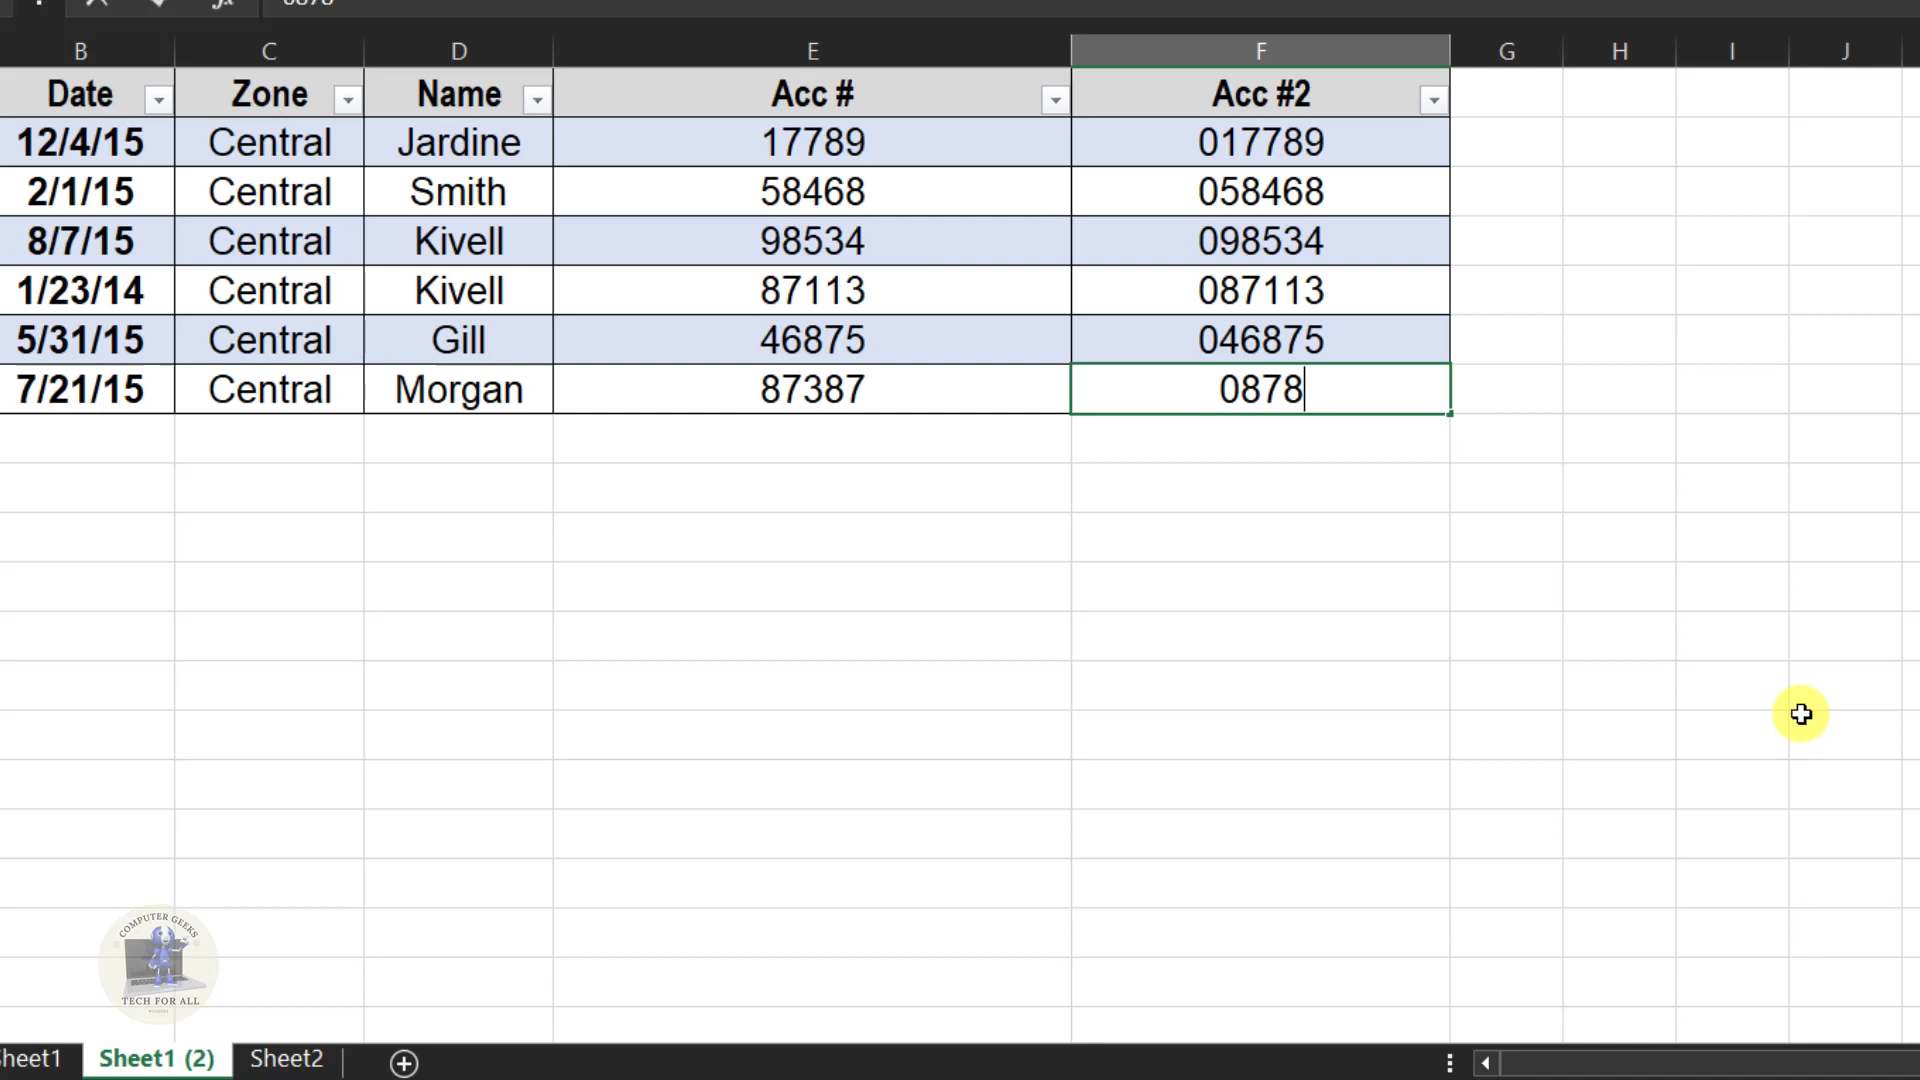 0878
B C D E F G H I J
Date Zone Name Acc # Acc #2
12/4/15 Central Jardine 17789 017789
2/1/15 Central Smith 58468 058468
8/7/15 Central Kivell 98534 098534
1/23/14 Central Kivell 87113 087113
5/31/15 Central Gill 46875 046875
7/21/15 Central Morgan 87387 0878
COMPUTER GEEKS
TECH FOR ALL
Sheet1 (2) Sheet2